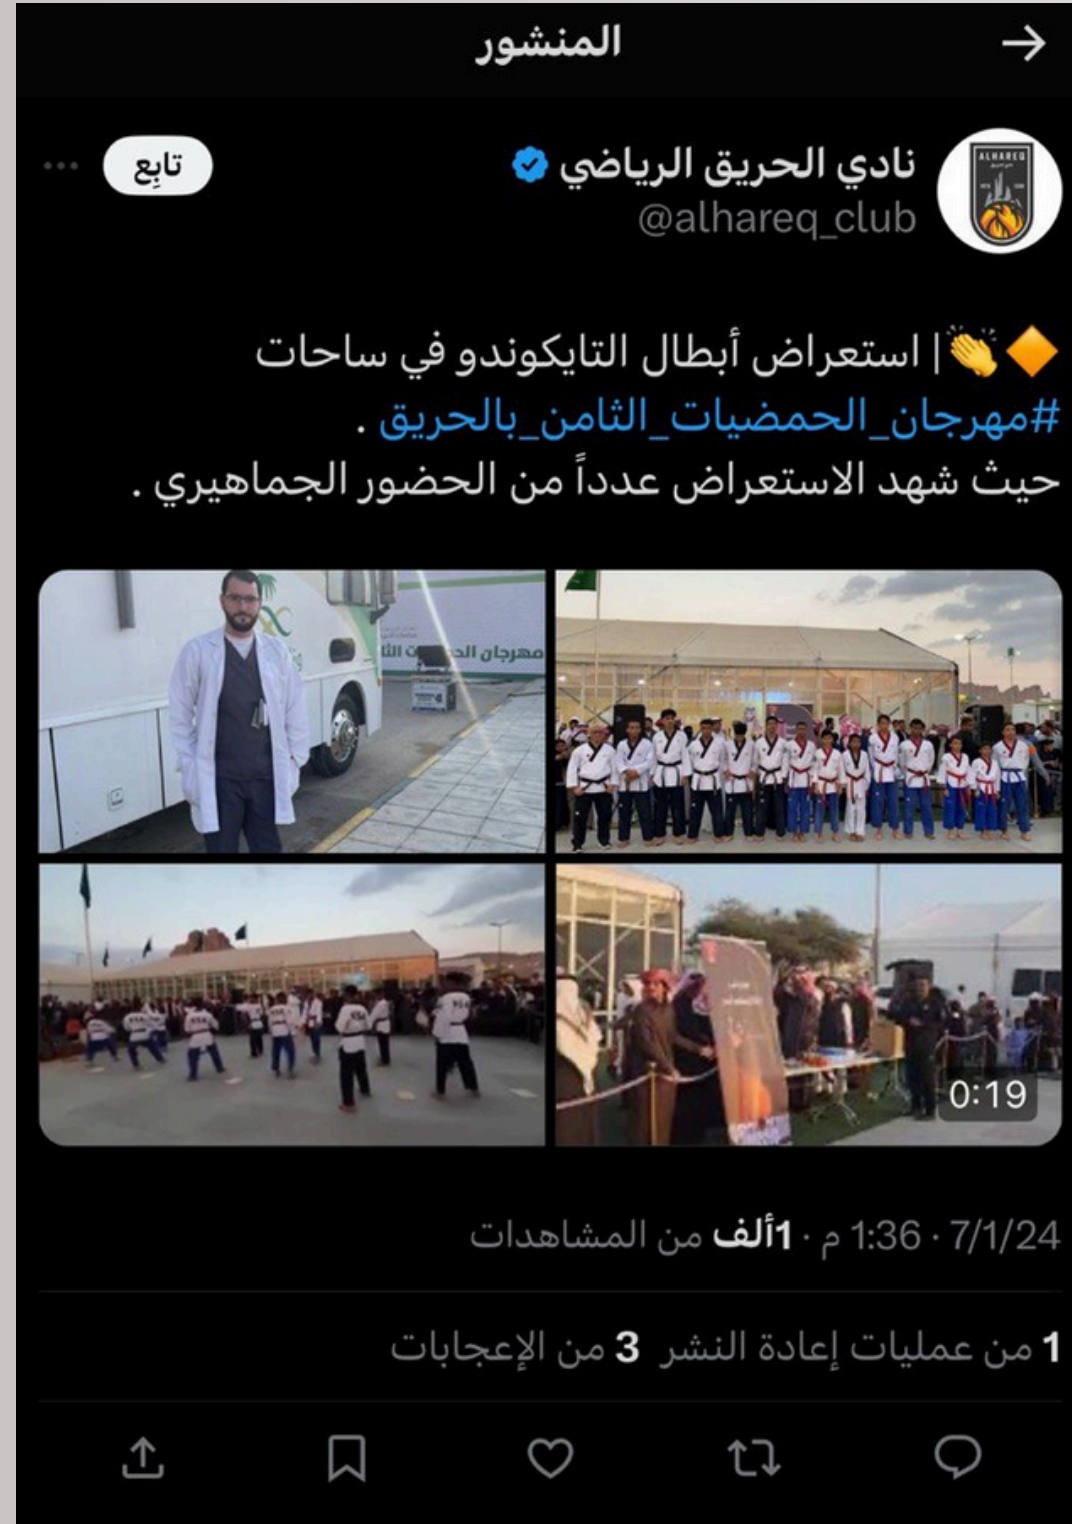 المنشور
نادي الحريق الرياضي
تابِع
@alhareq_club
ALHAREQ
| استعراض أبطال التايكوندو في ساحات
#مهرجان_الحمضيات_الثامن_بالحريق .
حيث شهد الاستعراض عدداً من الحضور الجماهيري .
مهرجان
0:19
7/1/24 · 1:36 م · 1ألف من المشاهدات
1 من عمليات إعادة النشر 3 من الإعجابات